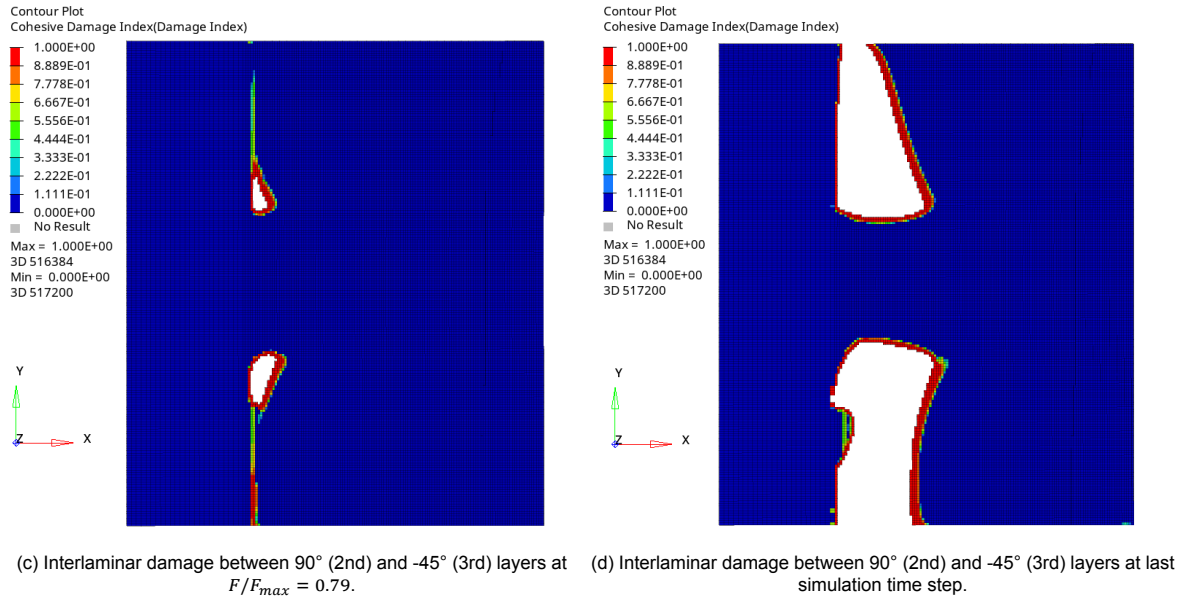 Contour Plot
Cohesive Damage Index(Damage Index)
1.000E+00
8.889E-01
7.778E-01
6.667E-01
5.556E-01
4.444E-01
3.333E-01
2.222E-01
1.111E-01
0.000E+00
No Result
Max = 1.000E+00
3D 516384
Min = 0.000E+00
3D 517200
Y
Z
X
(c) Interlaminar damage between 90° (2nd) and -45° (3rd) layers at
F/Fmax = 0.79.
Contour Plot
Cohesive Damage Index(Damage Index)
1.000E+00
8.889E-01
7.778E-01
6.667E-01
5.556E-01
4.444E-01
3.333E-01
2.222E-01
1.111E-01
0.000E+00
No Result
Max = 1.000E+00
3D 516384
Min = 0.000E+00
3D 517200
Y
Z
X
(d) Interlaminar damage between 90° (2nd) and -45° (3rd) layers at last
simulation time step.